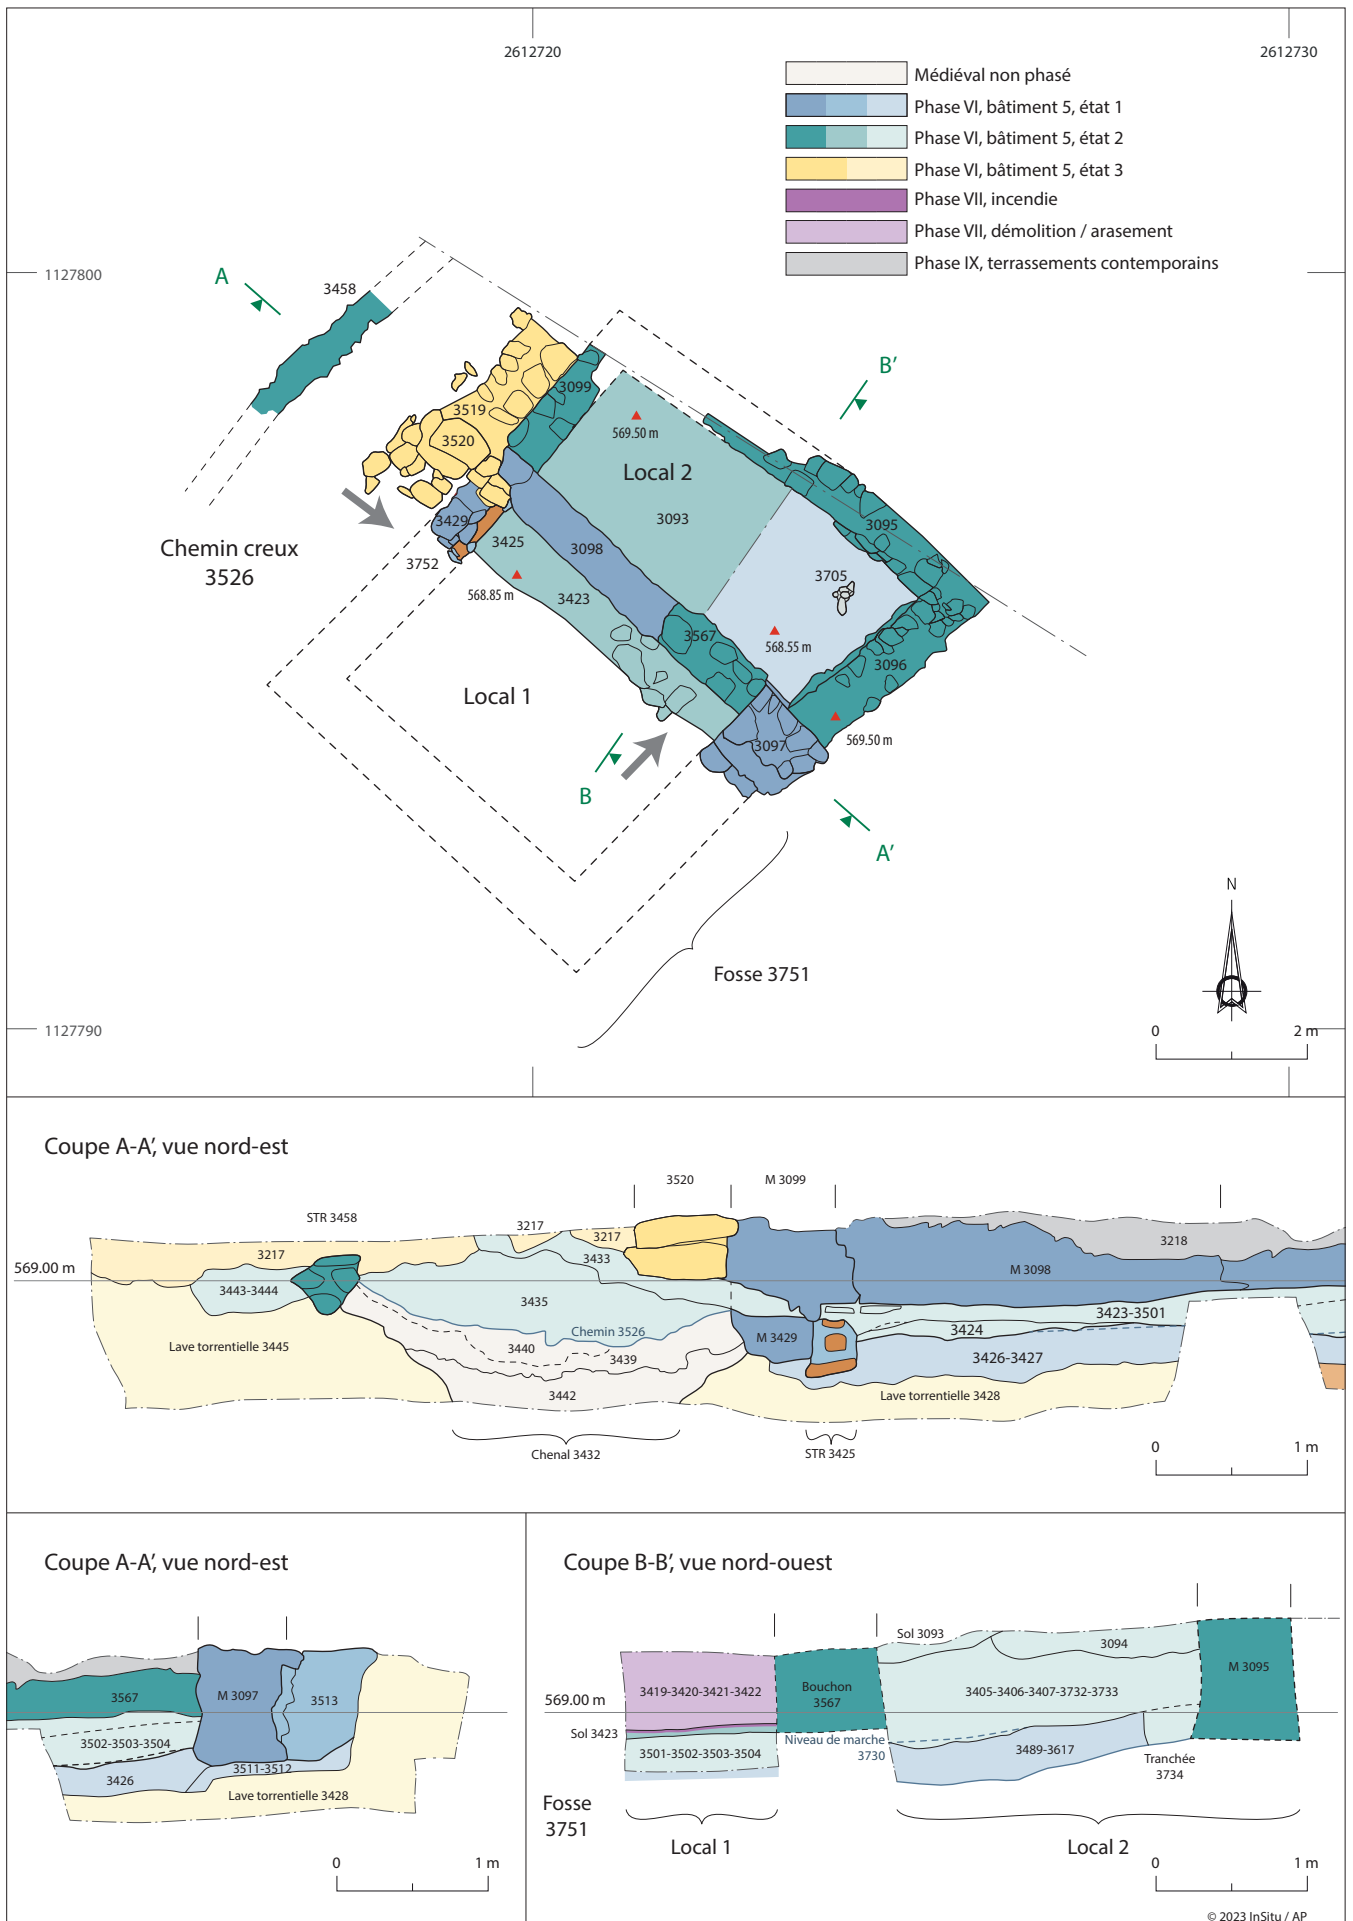 2612720
2612730
Médiéval non phasé
Phase VI, bâtiment 5, état 1
Phase VI, bâtiment 5, état 2
Phase VI, bâtiment 5, état 3
Phase VII, incendie
Phase VII, démolition / arasement
Phase IX, terrassements contemporains
1127800
A
3458
B'
3099
3519
569.50 m
3520
Local 2
3093
3095
3429
3425
3098
Chemin creux
3526
3752
3705
568.85 m
3423
3567
568.55 m
3096
Local 1
569.50 m
3097
B
A'
N
Fosse 3751
1127790
0
2 m
Coupe A-A', vue nord-est
3520
M 3099
STR 3458
3217
3217
3218
3433
569.00 m
M 3098
3443-3444
3435
3423-3501
Chemin 3526
3424
Lave torrentielle 3445
3440
3439
M 3429
3426-3427
3442
Lave torrentielle 3428
Chenal 3432
STR 3425
0
1 m
Coupe A-A', vue nord-est
3567
M 3097
3513
3502-3503-3504
3426
3511-3512
Lave torrentielle 3428
0
1 m
Coupe B-B', vue nord-ouest
Sol 3093
3094
M 3095
3419-3420-3421-3422
Bouchon
3567
3405-3406-3407-3732-3733
569.00 m
Sol 3423
Niveau de marche
3730
3501-3502-3503-3504
3489-3617
Tranchée
3734
Fosse
3751
Local 1
Local 2
0
1 m
© 2023 InSitu / AP